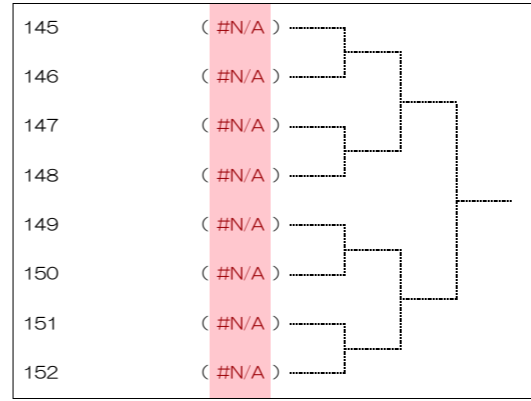 145 ( #N/A )
146 ( #N/A )
147 ( #N/A )
148 ( #N/A )
149 ( #N/A )
150 ( #N/A )
151 ( #N/A )
152 ( #N/A )